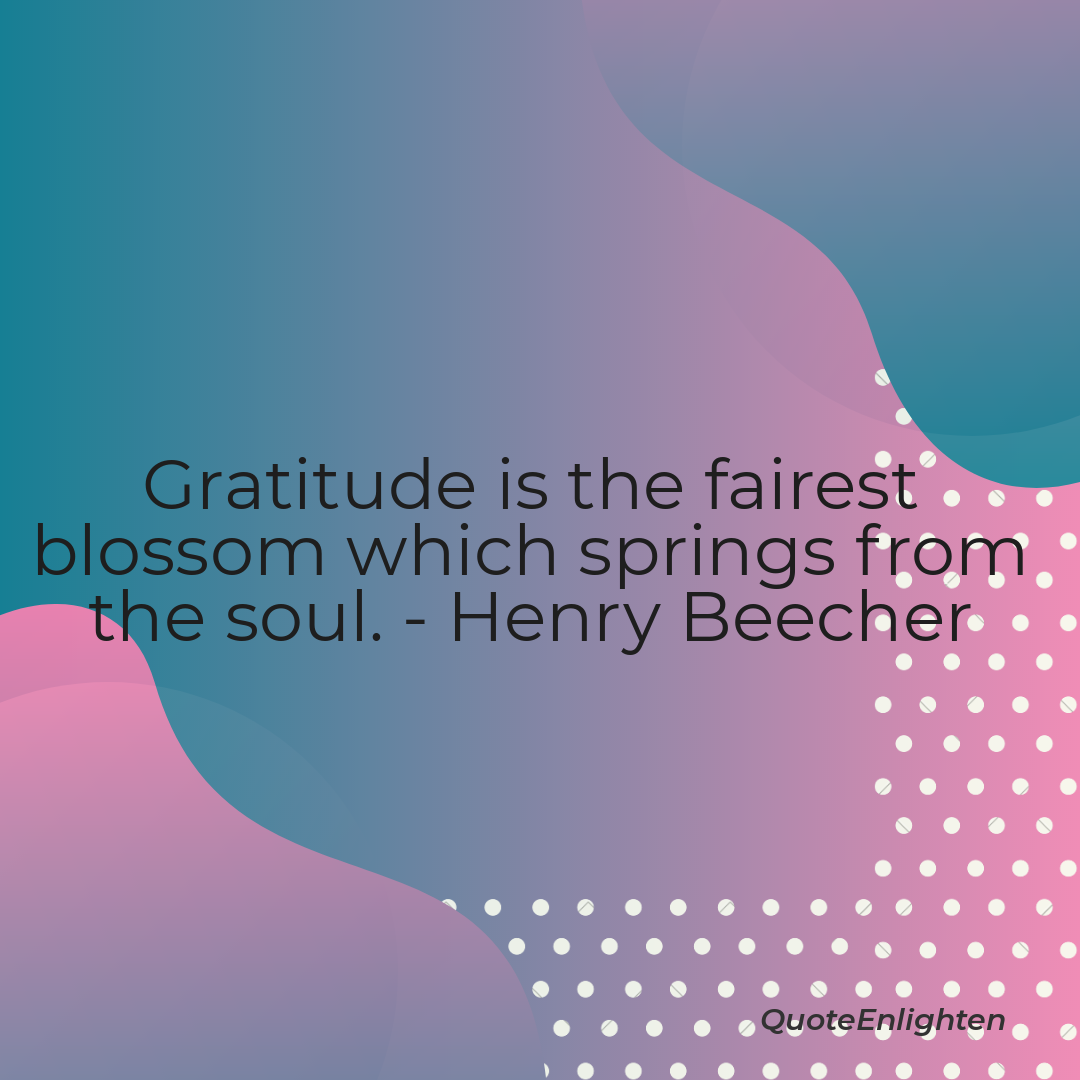 Gratitude is the fairest
blossom which springs from
the soul. - Henry Beecher
QuoteEnlighten